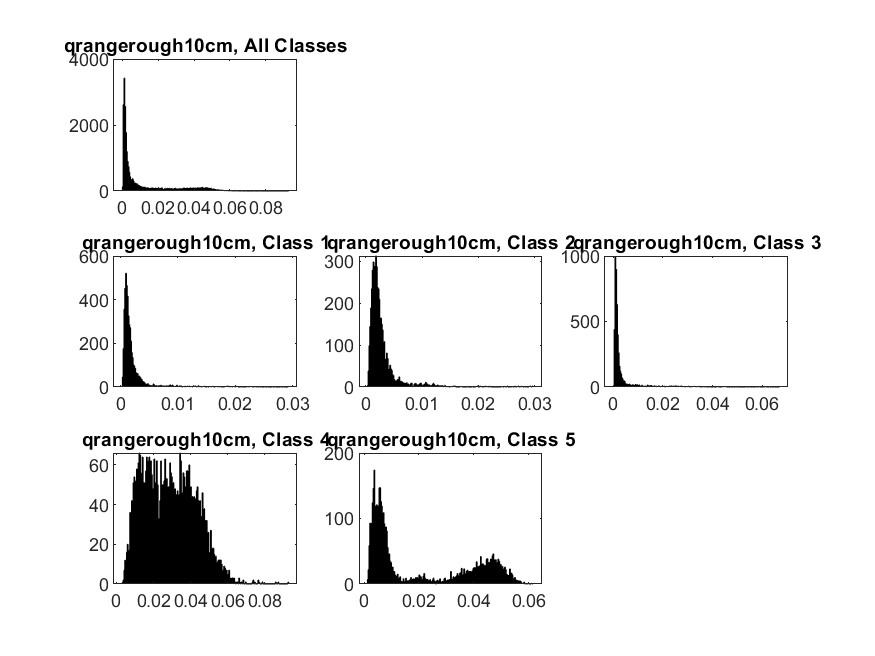 qrangerough10cm, All Classes
4000
2000
0
0 0.02 0.04 0.06 0.08
qrangerough10cm, Class 1
600
400
200
0
0 0.01 0.02 0.03
qrangerough10cm, Class 2
300
200
100
0
0 0.01 0.02 0.03
qrangerough10cm, Class 3
1000
500
0
0 0.02 0.04 0.06
qrangerough10cm, Class 4
60
40
20
0
0 0.02 0.04 0.06 0.08
qrangerough10cm, Class 5
200
100
0
0 0.02 0.04 0.06